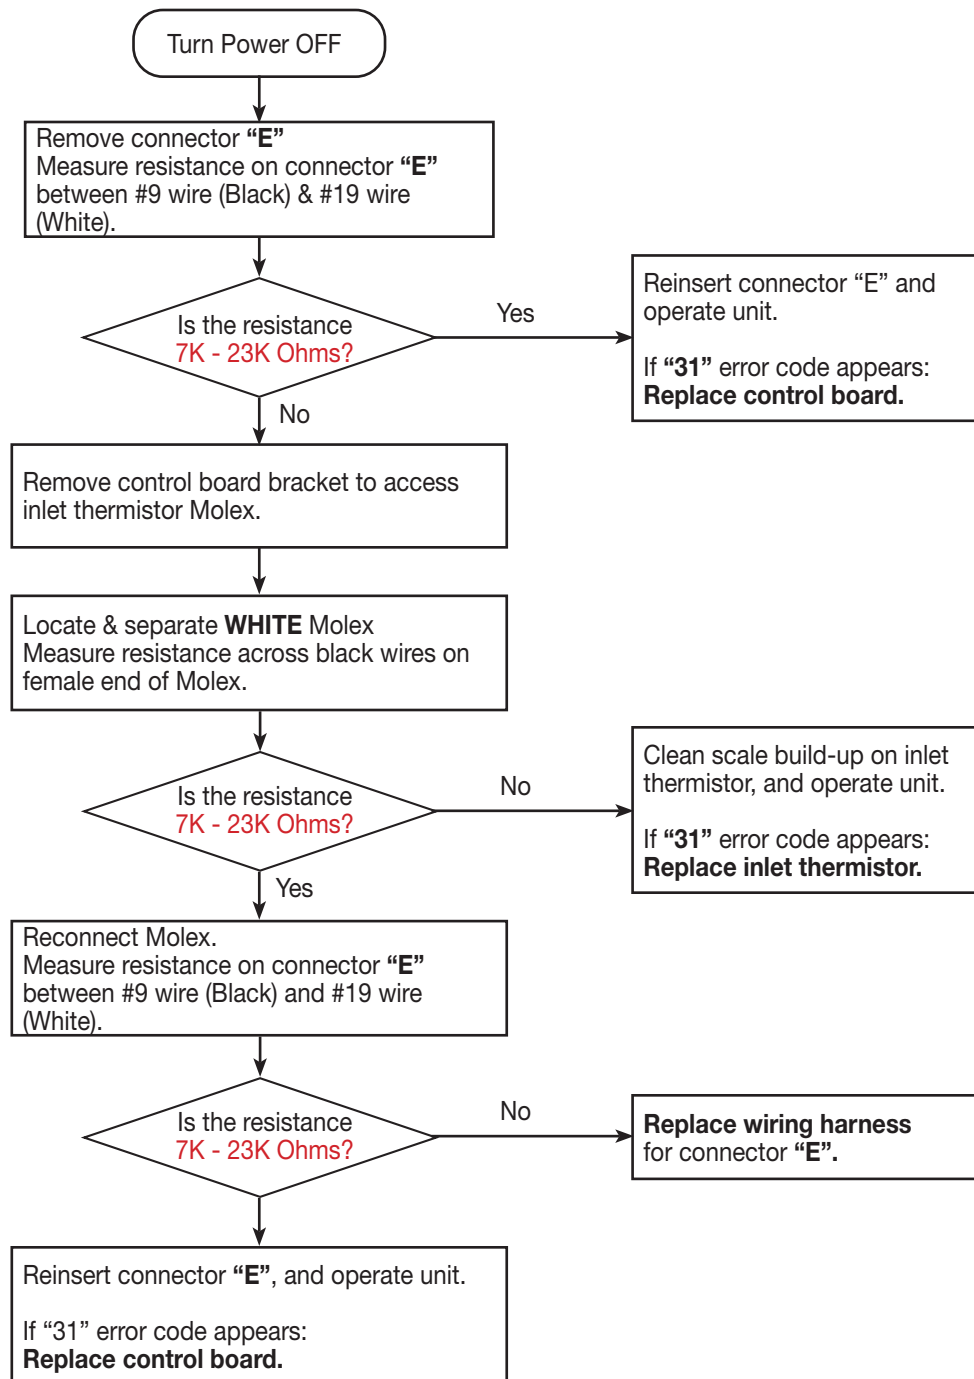 Turn Power OFF
Remove connector “E”
Measure resistance on connector “E”
between #9 wire (Black) & #19 wire
(White).
Is the resistance
7K - 23K Ohms?
Yes
Reinsert connector “E” and
operate unit.
If “31” error code appears:
Replace control board.
No
Remove control board bracket to access
inlet thermistor Molex.
Locate & separate WHITE Molex
Measure resistance across black wires on
female end of Molex.
Is the resistance
7K - 23K Ohms?
No
Clean scale build-up on inlet
thermistor, and operate unit.
If “31” error code appears:
Replace inlet thermistor.
Yes
Reconnect Molex.
Measure resistance on connector “E”
between #9 wire (Black) and #19 wire
(White).
Is the resistance
7K - 23K Ohms?
No
Replace wiring harness
for connector “E”.
Reinsert connector “E”, and operate unit.
If “31” error code appears:
Replace control board.